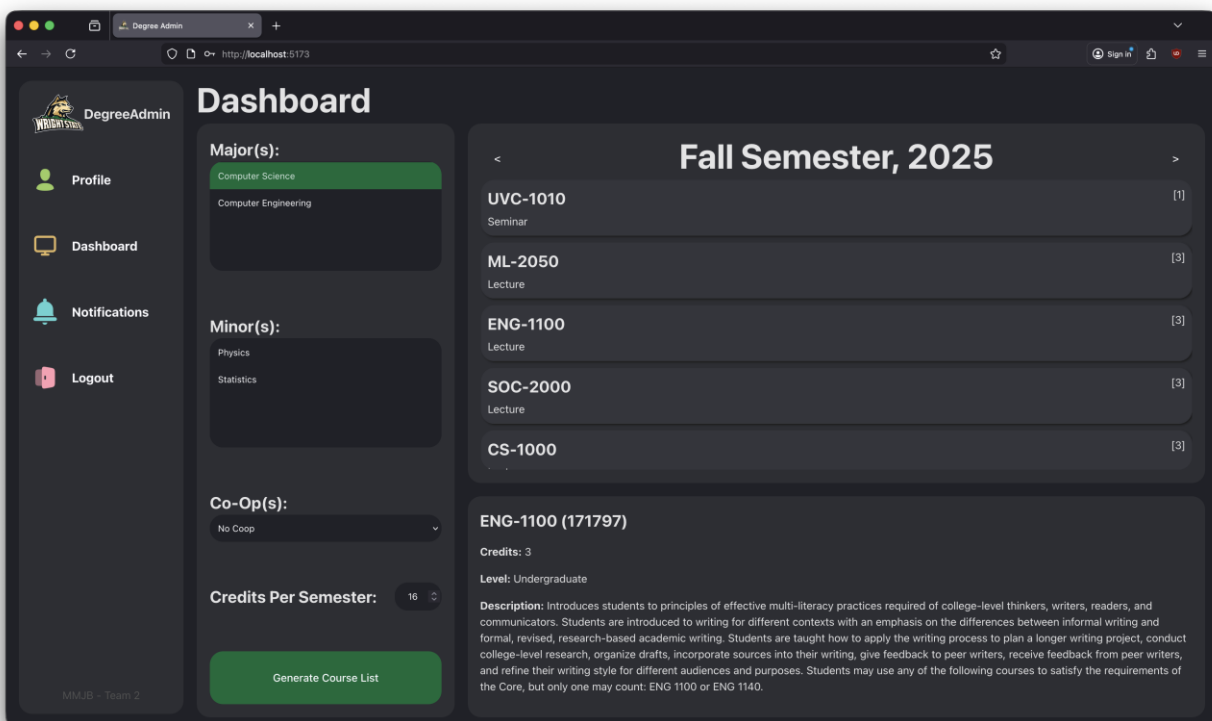 Degree Admin
http://localhost:5173
Sign in
WRIGHT STATE
DegreeAdmin
Profile
Dashboard
Notifications
Logout
MMJB – Team 2
Dashboard
Major(s):
Computer Science
Computer Engineering
Minor(s):
Physics
Statistics
Co-Op(s):
No Coop
Credits Per Semester: 16
Generate Course List
< Fall Semester, 2025 >
UVC-1010 [1]
Seminar
ML-2050 [3]
Lecture
ENG-1100 [3]
Lecture
SOC-2000 [3]
Lecture
CS-1000 [3]
ENG-1100 (171797)
Credits: 3
Level: Undergraduate
Description: Introduces students to principles of effective multi-literacy practices required of college-level thinkers, writers, readers, and
communicators. Students are introduced to writing for different contexts with an emphasis on the differences between informal writing and
formal, revised, research-based academic writing. Students are taught how to apply the writing process to plan a longer writing project, conduct
college-level research, organize drafts, incorporate sources into their writing, give feedback to peer writers, receive feedback from peer writers,
and refine their writing style for different audiences and purposes. Students may use any of the following courses to satisfy the requirements of
the Core, but only one may count: ENG 1100 or ENG 1140.